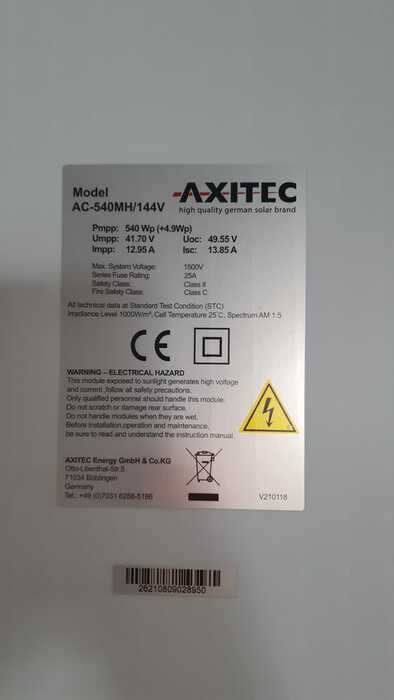 Model
AC-540MH/144V
AXITEC
high quality german solar brand
Pmpp: 540 Wp (+4.9Wp)
Umpp: 41.70 V Uoc: 49.55 V
Impp: 12.95 A Isc: 13.85 A
Max. System Voltage: 1500V
Series Fuse Rating: 25A
Safety Class: Class II
Fire Safety Class: Class C
All technical data at Standard Test Condition (STC)
Irradiance Level 1000W/m², Cell Temperature 25°C, Spectrum AM 1.5
CE
WARNING – ELECTRICAL HAZARD
This module exposed to sunlight generates high voltage
and current ,follow all safety precautions.
Only qualified personnel should handle this module.
Do not scratch or damage rear surface.
Do not handle modules when they are wet.
Before installation,operation and maintenance,
be sure to read and understand the instruction manual.
AXITEC Energy GmbH & Co.KG
Otto-Lilienthal-Str.5
71034 Böblingen
Germany
Tel.: +49 (0)7031 6288-5186
V210118
26210809028950